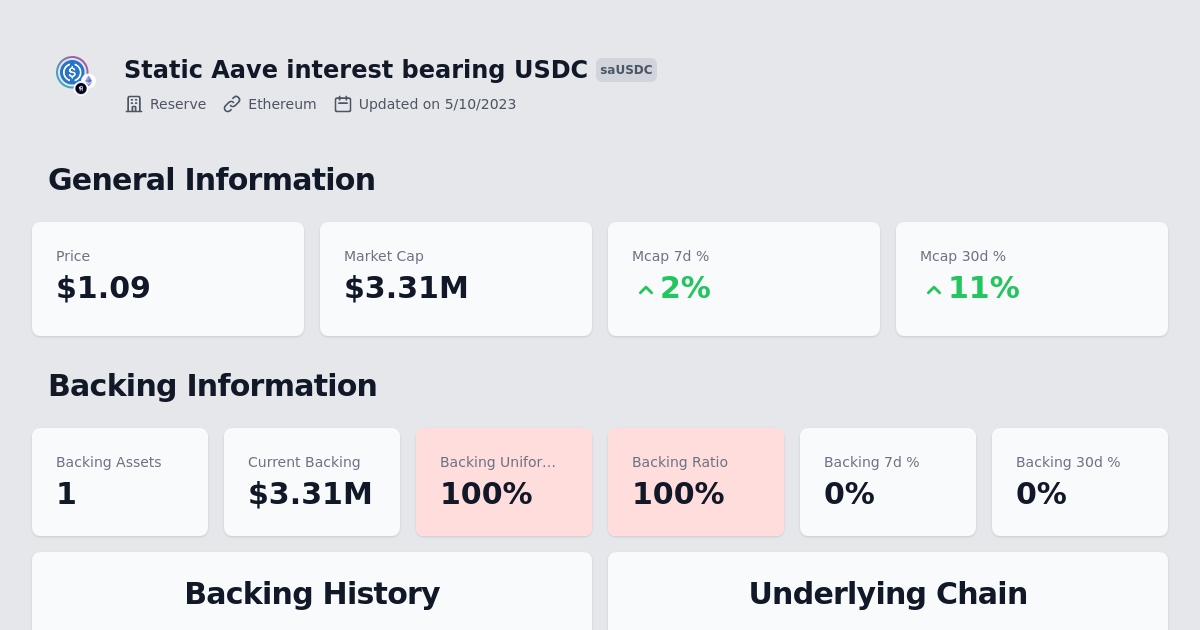 Static Aave interest bearing USDC saUSDC
Reserve Ethereum Updated on 5/10/2023
General Information
Price Market Cap Mcap 7d % Mcap 30d %
$1.09 $3.31M 2% 11%
Backing Information
Backing Assets Current Backing Backing Unifor... Backing Ratio Backing 7d % Backing 30d %
1 $3.31M 100% 100% 0% 0%
Backing History Underlying Chain